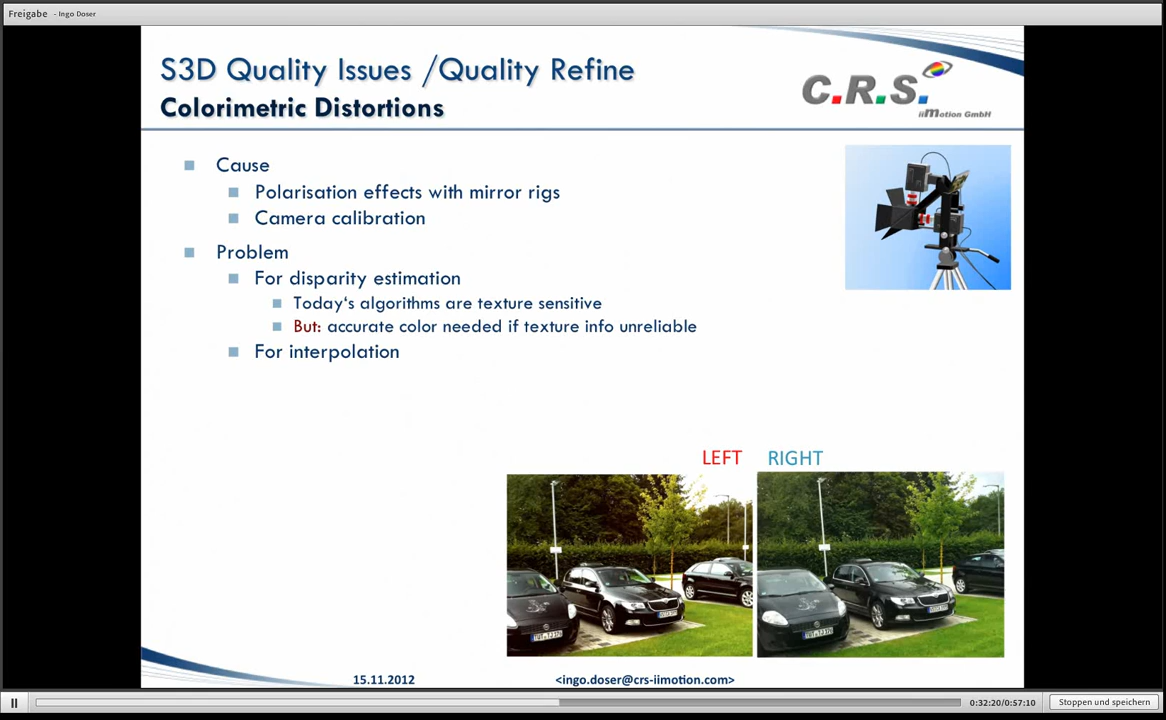 Freigabe - Ingo Doser
S3D Quality Issues /Quality Refine
Colorimetric Distortions
C.R.S.
iiMotion GmbH
Cause
Polarisation effects with mirror rigs
Camera calibration
Problem
For disparity estimation
Today‘s algorithms are texture sensitive
But: accurate color needed if texture info unreliable
For interpolation
LEFT RIGHT
15.11.2012 <ingo.doser@crs-iimotion.com>
0:32:20/0:57:10 Stoppen und speichern